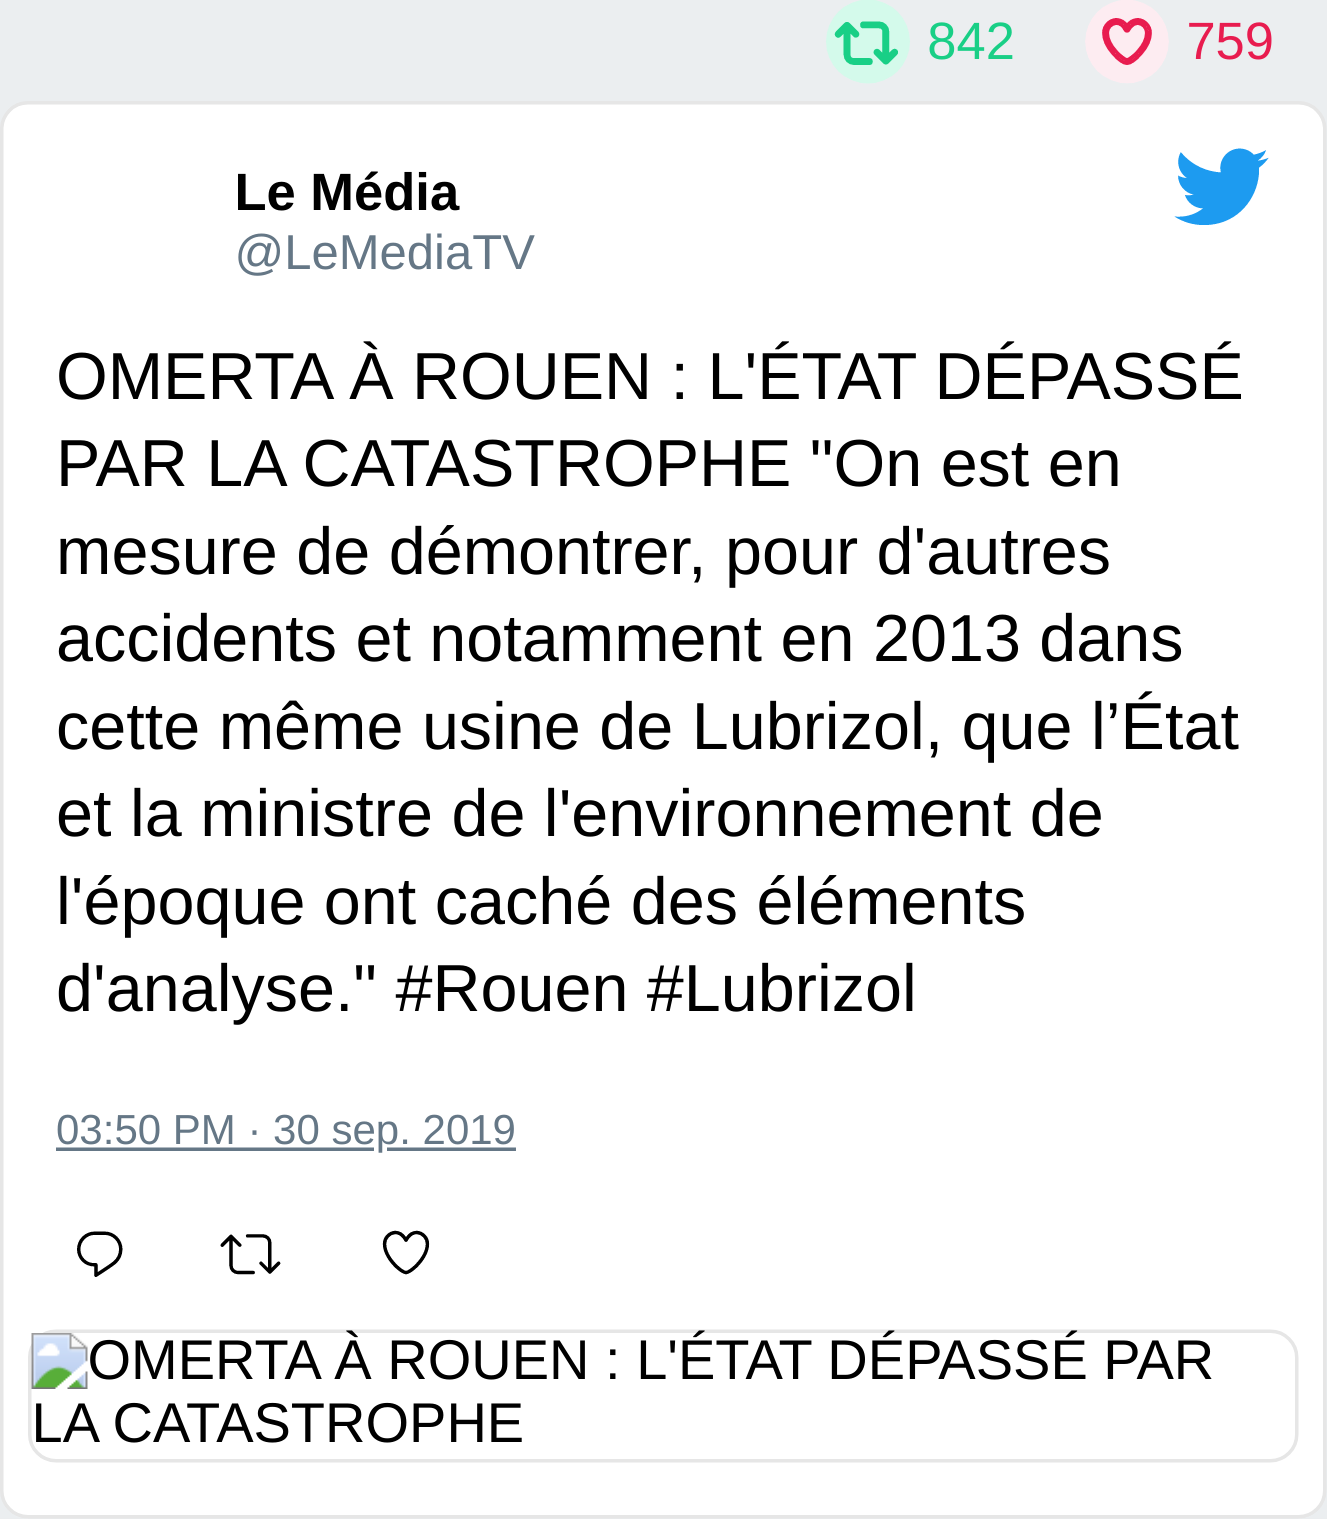 842 759
Le Média
@LeMediaTV
OMERTA À ROUEN : L'ÉTAT DÉPASSÉ
PAR LA CATASTROPHE "On est en
mesure de démontrer, pour d'autres
accidents et notamment en 2013 dans
cette même usine de Lubrizol, que l’État
et la ministre de l'environnement de
l'époque ont caché des éléments
d'analyse." #Rouen #Lubrizol
03:50 PM · 30 sep. 2019
OMERTA À ROUEN : L'ÉTAT DÉPASSÉ PAR
LA CATASTROPHE